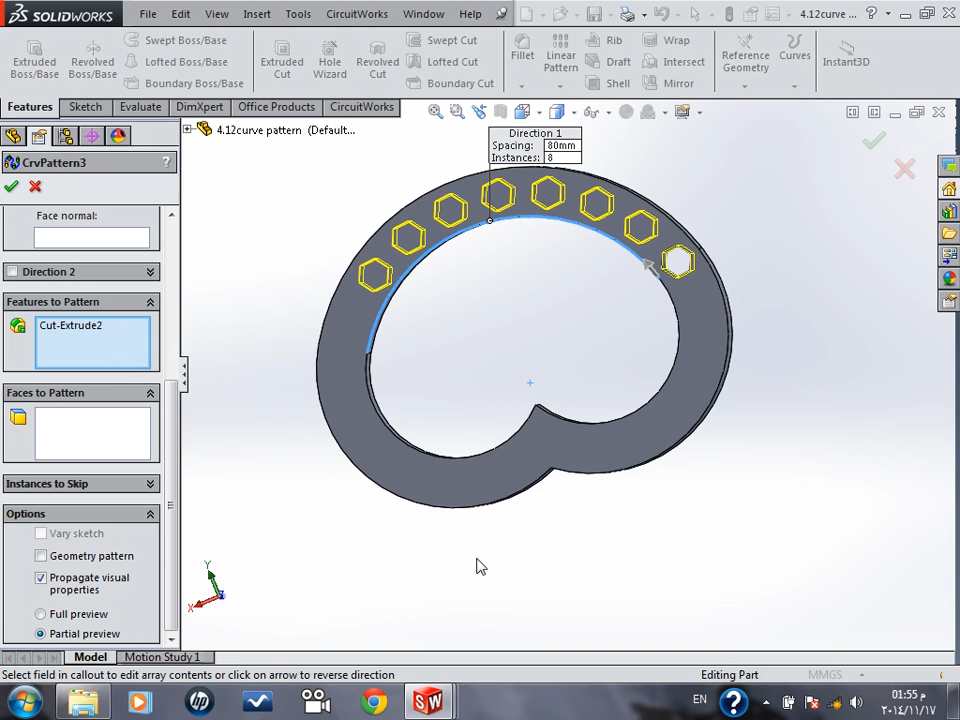 SOLIDWORKS File Edit View Insert Tools CircuitWorks Window Help 4.12curve ... ?
Extruded Boss/Base
Revolved Boss/Base
Swept Boss/Base
Lofted Boss/Base
Boundary Boss/Base
Extruded Cut
Hole Wizard
Revolved Cut
Swept Cut
Lofted Cut
Boundary Cut
Fillet
Linear Pattern
Rib
Draft
Shell
Wrap
Intersect
Mirror
Reference Geometry
Curves
Instant3D
Features Sketch Evaluate DimXpert Office Products CircuitWorks
4.12curve pattern (Default...
CrvPattern3 ?
Face normal:
Direction 2
Features to Pattern
Cut-Extrude2
Faces to Pattern
Instances to Skip
Options
Vary sketch
Geometry pattern
Propagate visual
properties
Full preview
Partial preview
Direction 1
Spacing: 80mm
Instances: 8
Y
X
Model Motion Study 1
Select field in callout to edit array contents or click on arrow to reverse direction Editing Part MMGS
hp SW EN ? 01:55 م
٢٠١٤/١١/١٧